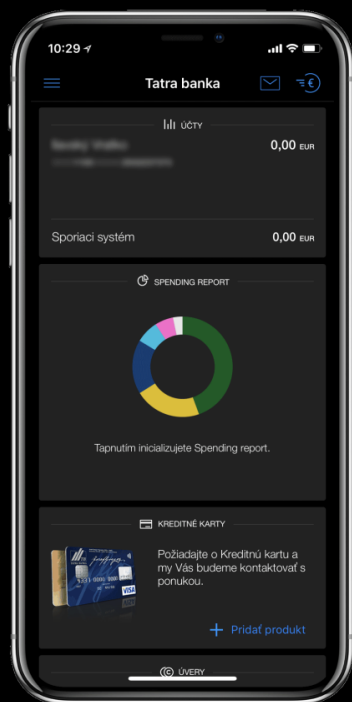 10:29
Tatra banka
ÚČTY
0,00 EUR
Sporiaci systém
0,00 EUR
SPENDING REPORT
Tapnutím inicializujete Spending report.
KREDITNÉ KARTY
Požiadajte o Kreditnú kartu a
my Vás budeme kontaktovať s
ponukou.
VISA
+ Pridať produkt
ÚVERY